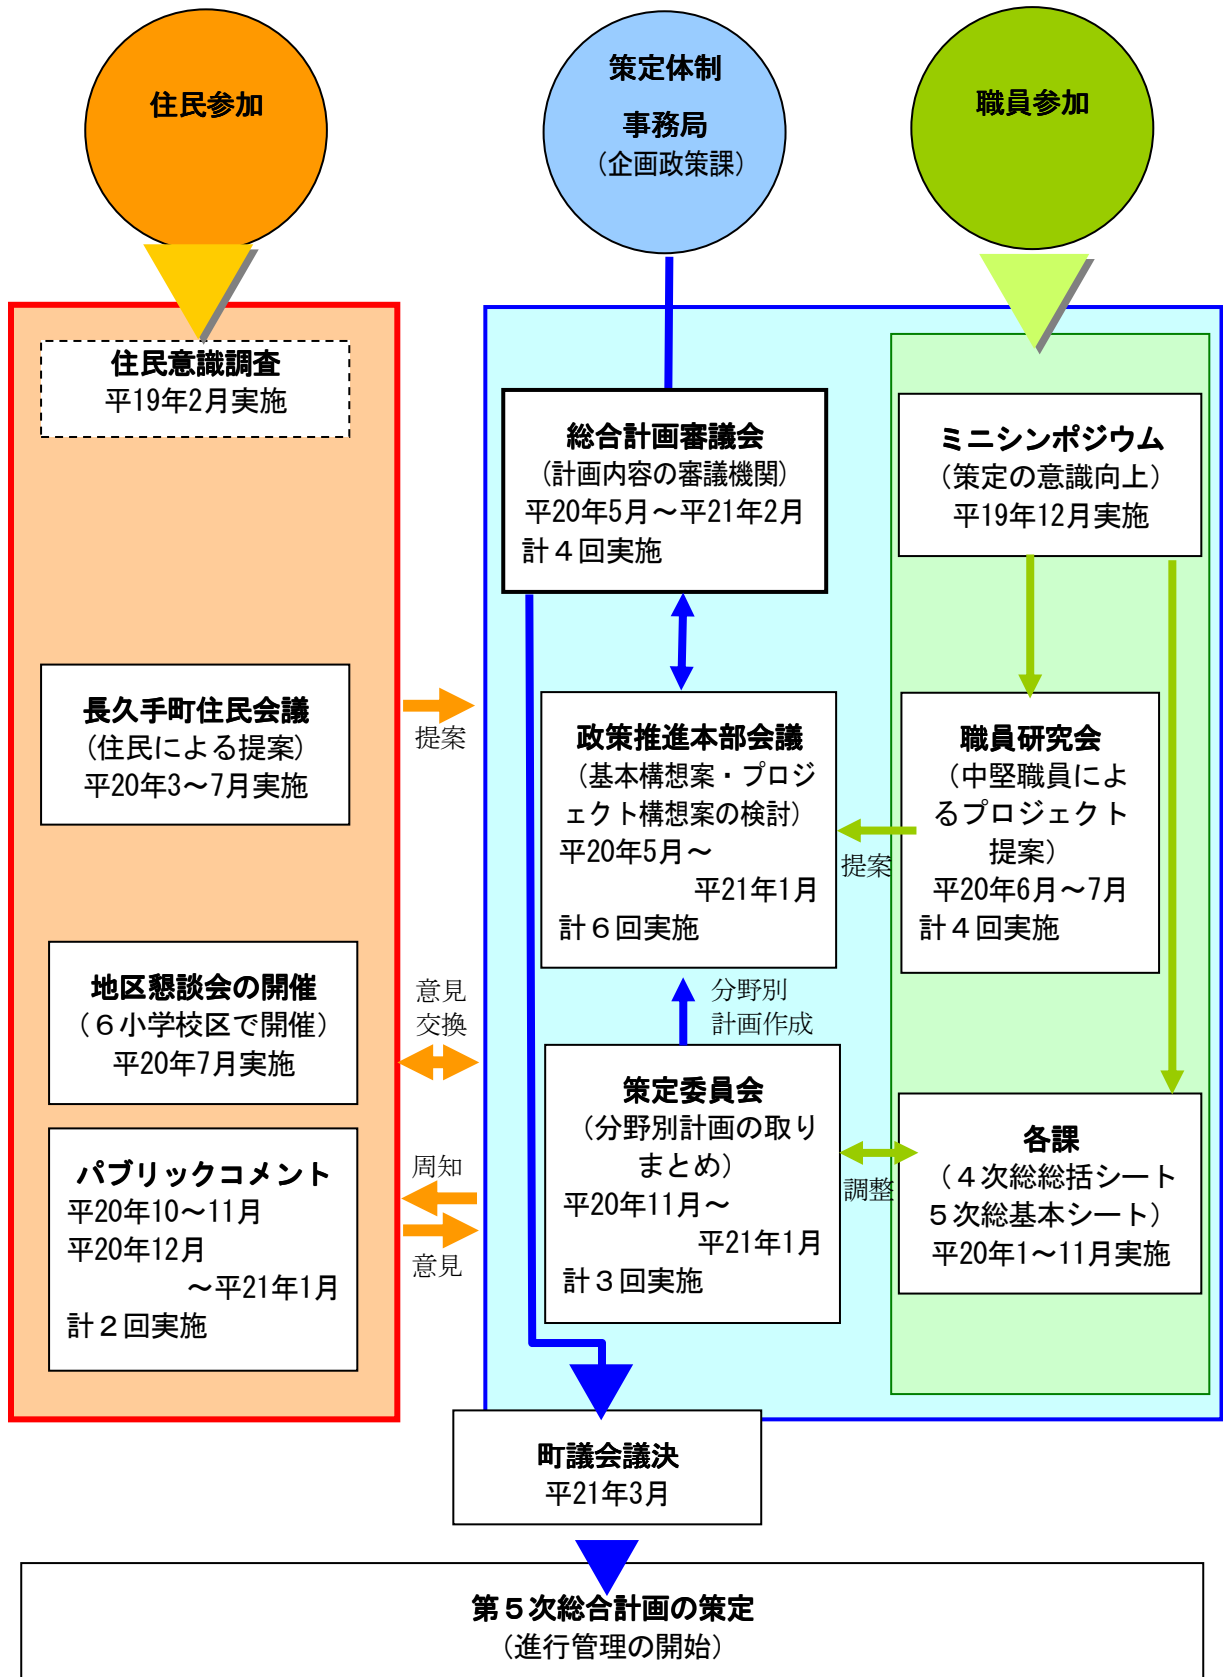 住民参加
策定体制
事務局
（企画政策課）
職員参加
住民意識調査
平19年2月実施
長久手町住民会議
(住民による提案)
平20年3～7月実施
地区懇談会の開催
（６小学校区で開催）
平20年7月実施
パブリックコメント
平20年10～11月
平20年12月
～平21年1月
計２回実施
提案
意見
交換
周知
意見
総合計画審議会
(計画内容の審議機関)
平20年5月～平21年2月
計４回実施
政策推進本部会議
（基本構想案・プロジ
ェクト構想案の検討)
平20年5月～
平21年1月
計６回実施
分野別
計画作成
策定委員会
（分野別計画の取り
まとめ）
平20年11月～
平21年1月
計３回実施
提案
調整
ミニシンポジウム
（策定の意識向上）
平19年12月実施
職員研究会
（中堅職員によ
るプロジェクト
提案）
平20年6月～7月
計４回実施
各課
（４次総総括シート
５次総基本シート）
平20年1～11月実施
町議会議決
平21年3月
第５次総合計画の策定
（進行管理の開始）